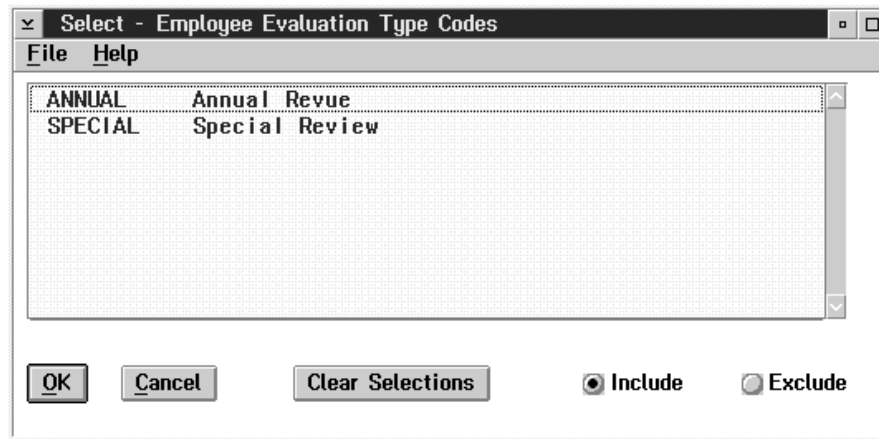 Select - Employee Evaluation Type Codes
File Help
ANNUAL Annual Revue
SPECIAL Special Review
OK Cancel Clear Selections Include Exclude